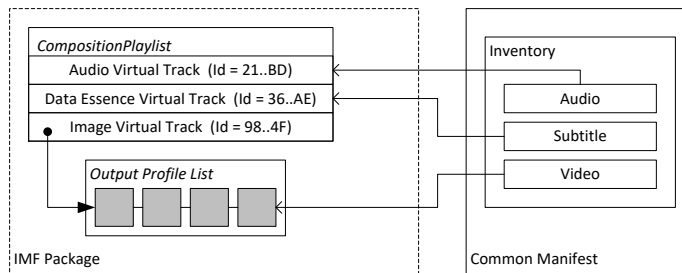 CompositionPlaylist
Audio Virtual Track (Id = 21..BD)
Data Essence Virtual Track (Id = 36..AE)
Image Virtual Track (Id = 98..4F)
Output Profile List
IMF Package
Inventory
Audio
Subtitle
Video
Common Manifest